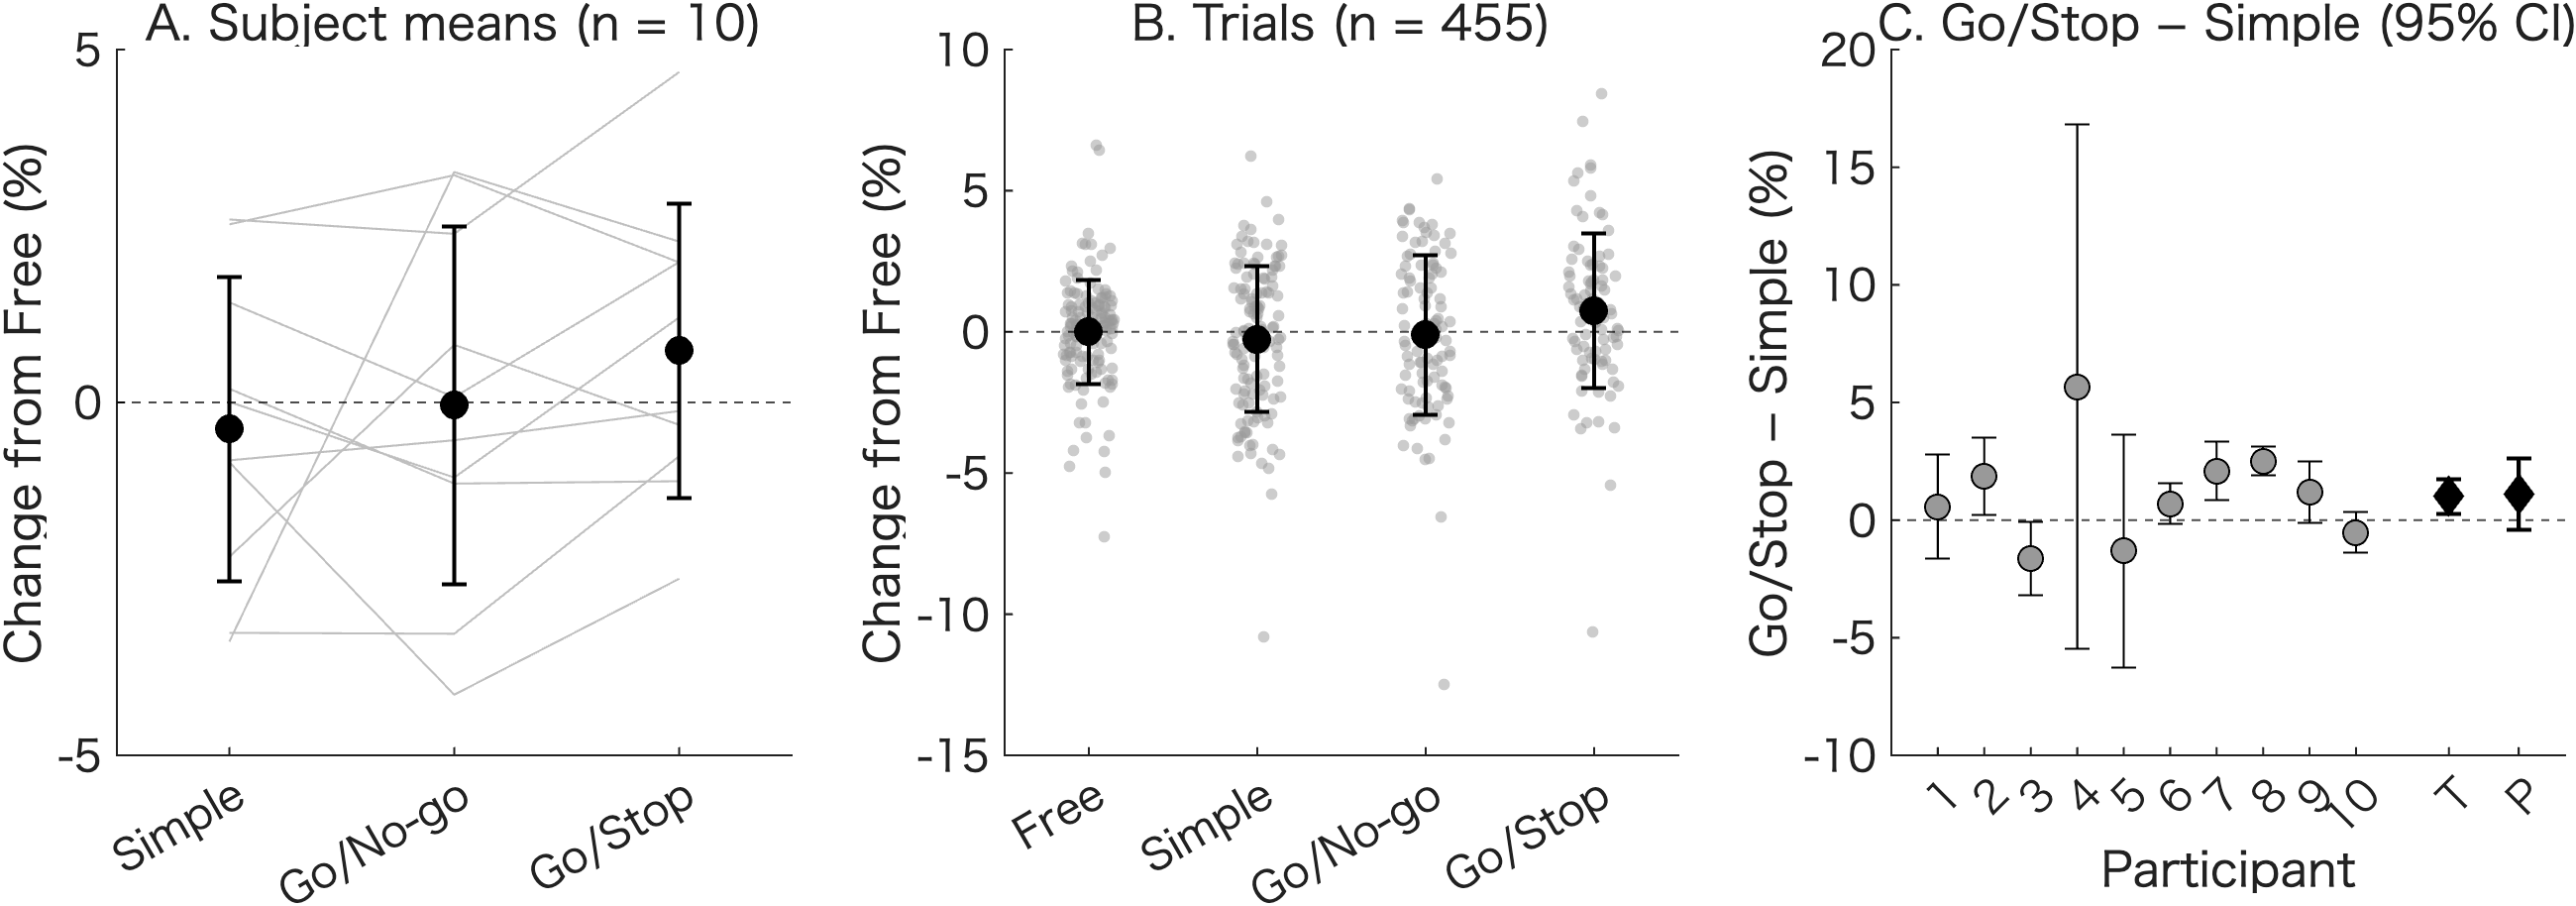 A. Subject means (n = 10)
Change from Free (%)
5
0
-5
Simple
Go/No-go
Go/Stop
B. Trials (n = 455)
Change from Free (%)
10
5
0
-5
-10
-15
Free
Simple
Go/No-go
Go/Stop
C. Go/Stop – Simple (95% CI)
Go/Stop – Simple (%)
20
15
10
5
0
-5
-10
1
2
3
4
5
6
7
8
9
10
T
P
Participant